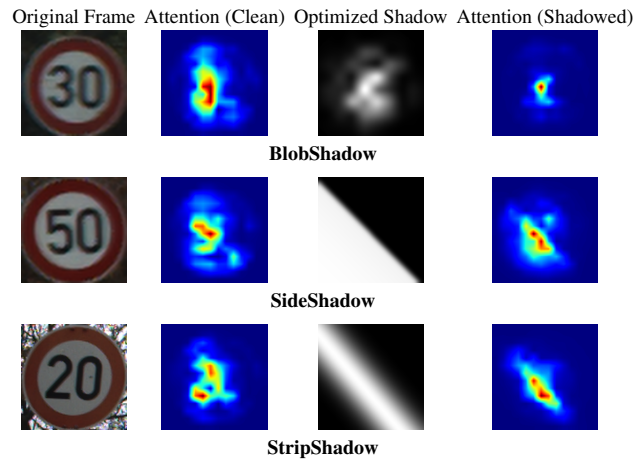 Original Frame Attention (Clean) Optimized Shadow Attention (Shadowed)
30
BlobShadow
50
SideShadow
20
StripShadow